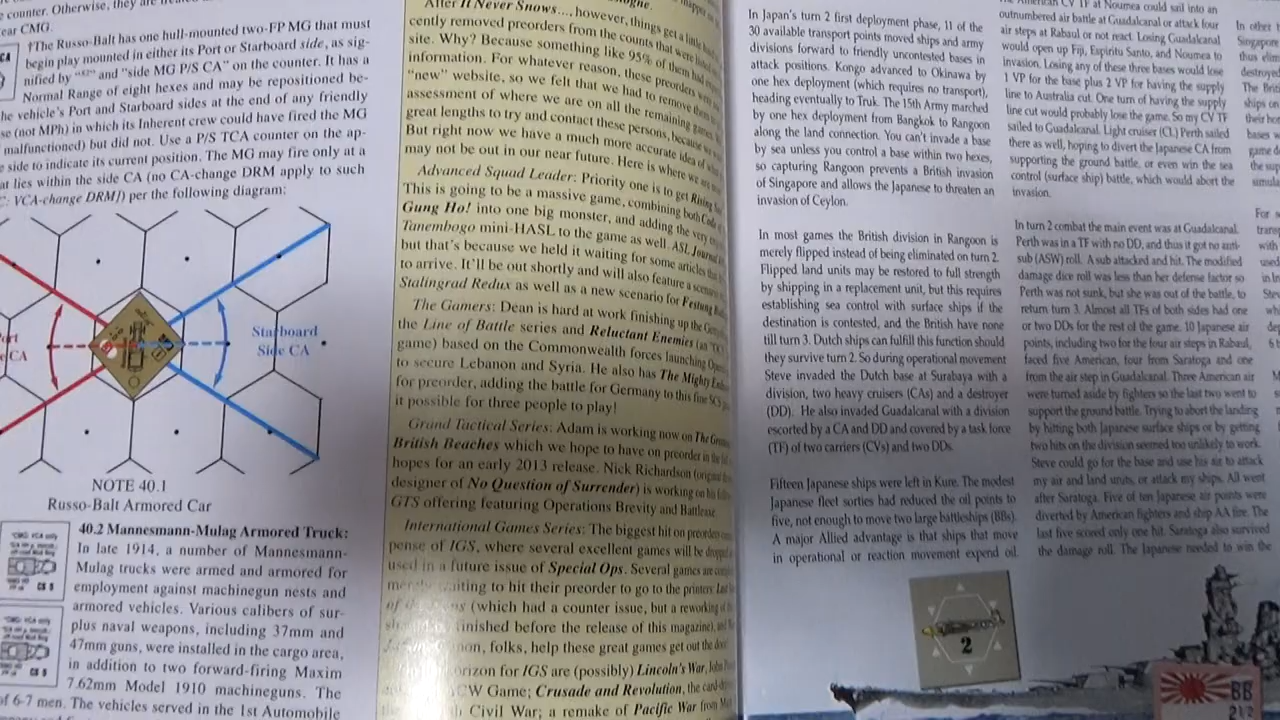 counter. Otherwise, they are
ear CMG.
†The Russo-Balt has one hull-mounted two-FP MG that must
begin play mounted in either its Port or Starboard side, as sig-
nified by and "side MG P/S CA" on the counter. It has a
Normal Range of eight hexes and may be repositioned be-
he vehicle's Port and Starboard sides at the end of any friendly
se (not MPh) in which its Inherent crew could have fired the MG
malfunctioned) but did not. Use a P/S TCA counter on the ap-
e side to indicate its current position. The MG may fire only at a
at lies within the side CA (no CA-change DRM apply to such
C: VCA-change DRM]) per the following diagram:
Starboard
Side CA
NOTE 40.1
Russo-Balt Armored Car
40.2 Mannesmann-Mulag Armored Truck:
In late 1914, a number of Mannesmann-
Mulag trucks were armed and armored for
employment against machinegun nests and
armored vehicles. Various calibers of sur-
plus naval weapons, including 37mm and
47mm guns, were installed in the cargo area,
in addition to two forward-firing Maxim
7.62mm Model 1910 machineguns. The
of 6-7 men. The vehicles served in the 1st Automobile
After It Never Snows..., however, things get a little
cently removed preorders from the counts that were
site. Why? Because something like 95% of them had
information. For whatever reason, these preorders
"new" website, so we felt that we had to remove them
assessment of where we are on all the remaining games
great lengths to try and contact these persons, because we
But right now we have a much more accurate idea of
may not be out in our near future. Here is where we are
Advanced Squad Leader: Priority one is to get Rising
This is going to be a massive game, combining both Code
Gung Ho! into one big monster, and adding the very
Tanembogo mini-HASL to the game as well. ASL Journal
but that's because we held it waiting for some articles
to arrive. It'll be out shortly and will also feature a
Stalingrad Redux as well as a new scenario for Festung
The Gamers: Dean is hard at work finishing up the
the Line of Battle series and Reluctant Enemies
game) based on the Commonwealth forces launching
to secure Lebanon and Syria. He also has The Mighty
for preorder, adding the battle for Germany to this fine SCS
it possible for three people to play!
Grand Tactical Series: Adam is working now on The
British Beaches which we hope to have on preorder in the
hopes for an early 2013 release. Nick Richardson
designer of No Question of Surrender) is working on his
GTS offering featuring Operations Brevity and Battleaxe.
International Games Series: The biggest hit on preorders
pense of IGS, where several excellent games will be dropped
used in a future issue of Special Ops. Several games are
waiting to hit their preorder to go to the printers:
(which had a counter issue, but a reworking
inished before the release of this magazine),
on, folks, help these great games get out the door
orizon for IGS are (possibly) Lincoln's War,
CW Game; Crusade and Revolution, the card-
Civil War; a remake of Pacific War from
In Japan's turn 2 first deployment phase, 11 of the
30 available transport points moved ships and army
divisions forward to friendly uncontested bases in
attack positions. Kongo advanced to Okinawa by
one hex deployment (which requires no transport),
heading eventually to Truk. The 15th Army marched
by one hex deployment from Bangkok to Rangoon
along the land connection. You can't invade a base
by sea unless you control a base within two hexes,
so capturing Rangoon prevents a British invasion
of Singapore and allows the Japanese to threaten an
invasion of Ceylon.
In most games the British division in Rangoon is
merely flipped instead of being eliminated on turn 2.
Flipped land units may be restored to full strength
by shipping in a replacement unit, but this requires
establishing sea control with surface ships if the
destination is contested, and the British have none
till turn 3. Dutch ships can fulfill this function should
they survive turn 2. So during operational movement
Steve invaded the Dutch base at Surabaya with a
division, two heavy cruisers (CAs) and a destroyer
(DD). He also invaded Guadalcanal with a division
escorted by a CA and DD and covered by a task force
(TF) of two carriers (CVs) and two DDs.
Fifteen Japanese ships were left in Kure. The modest
Japanese fleet sorties had reduced the oil points to
five, not enough to move two large battleships (BBs).
A major Allied advantage is that ships that move
in operational or reaction movement expend oil.
2
American CV TF at Noumea could sail into an
outnumbered air battle at Guadalcanal or attack four
air steps at Rabaul or not react. Losing Guadalcanal
would open up Fiji, Espiritu Santo, and Noumea to
invasion. Losing any of these three bases would lose
1 VP for the base plus 2 VP for having the supply
line to Australia cut. One turn of having the supply
line cut would probably lose the game. So my CV TF
sailed to Guadalcanal. Light cruiser (CL) Perth sailed
there as well, hoping to divert the Japanese CA from
supporting the ground battle, or even win the sea
control (surface ship) battle, which would abort the
invasion.
In turn 2 combat the main event was at Guadalcanal.
Perth was in a TF with no DD, and thus it got no anti-
sub (ASW) roll. A sub attacked and hit. The modified
damage dice roll was less than her defense factor so
Perth was not sunk, but she was out of the battle, to
return turn 3. Almost all TFs of both sides had one
or two DDs for the rest of the game. 10 Japanese air
points, including two for the four air steps in Rabaul,
faced five American, four from Saratoga and one
from the air step in Guadalcanal. Three American air
were turned aside by fighters so the last two went to
support the ground battle. Trying to abort the landing
by hitting both Japanese surface ships or by getting
two hits on the division seemed too unlikely to work.
Steve could go for the base and use his air to attack
my air and land units, or attack my ships. All went
after Saratoga. Five of ten Japanese air points were
diverted by American fighters and ship AA fire. The
last five scored only one hit. Saratoga also survived
the damage roll. The Japanese needed to win the
BB
212